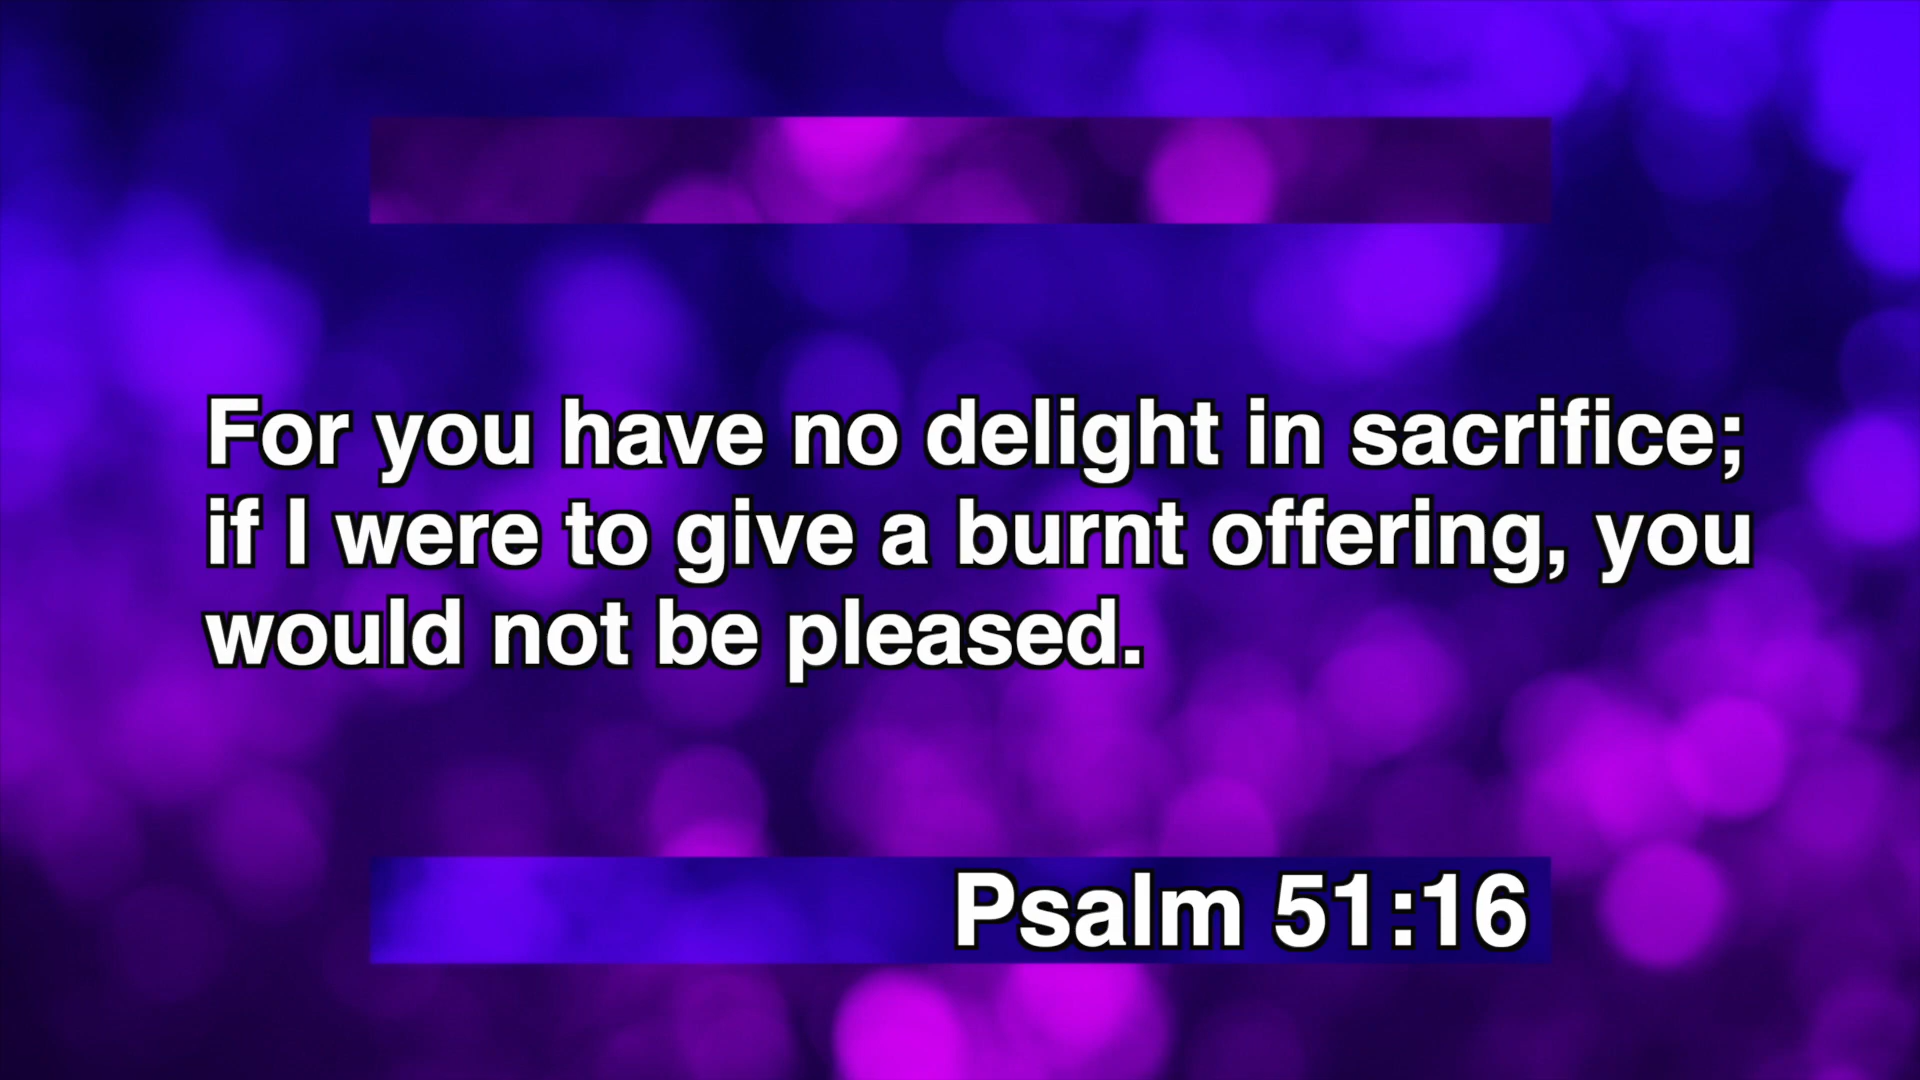 For you have no delight in sacrifice;
if I were to give a burnt offering, you
would not be pleased.
Psalm 51:16